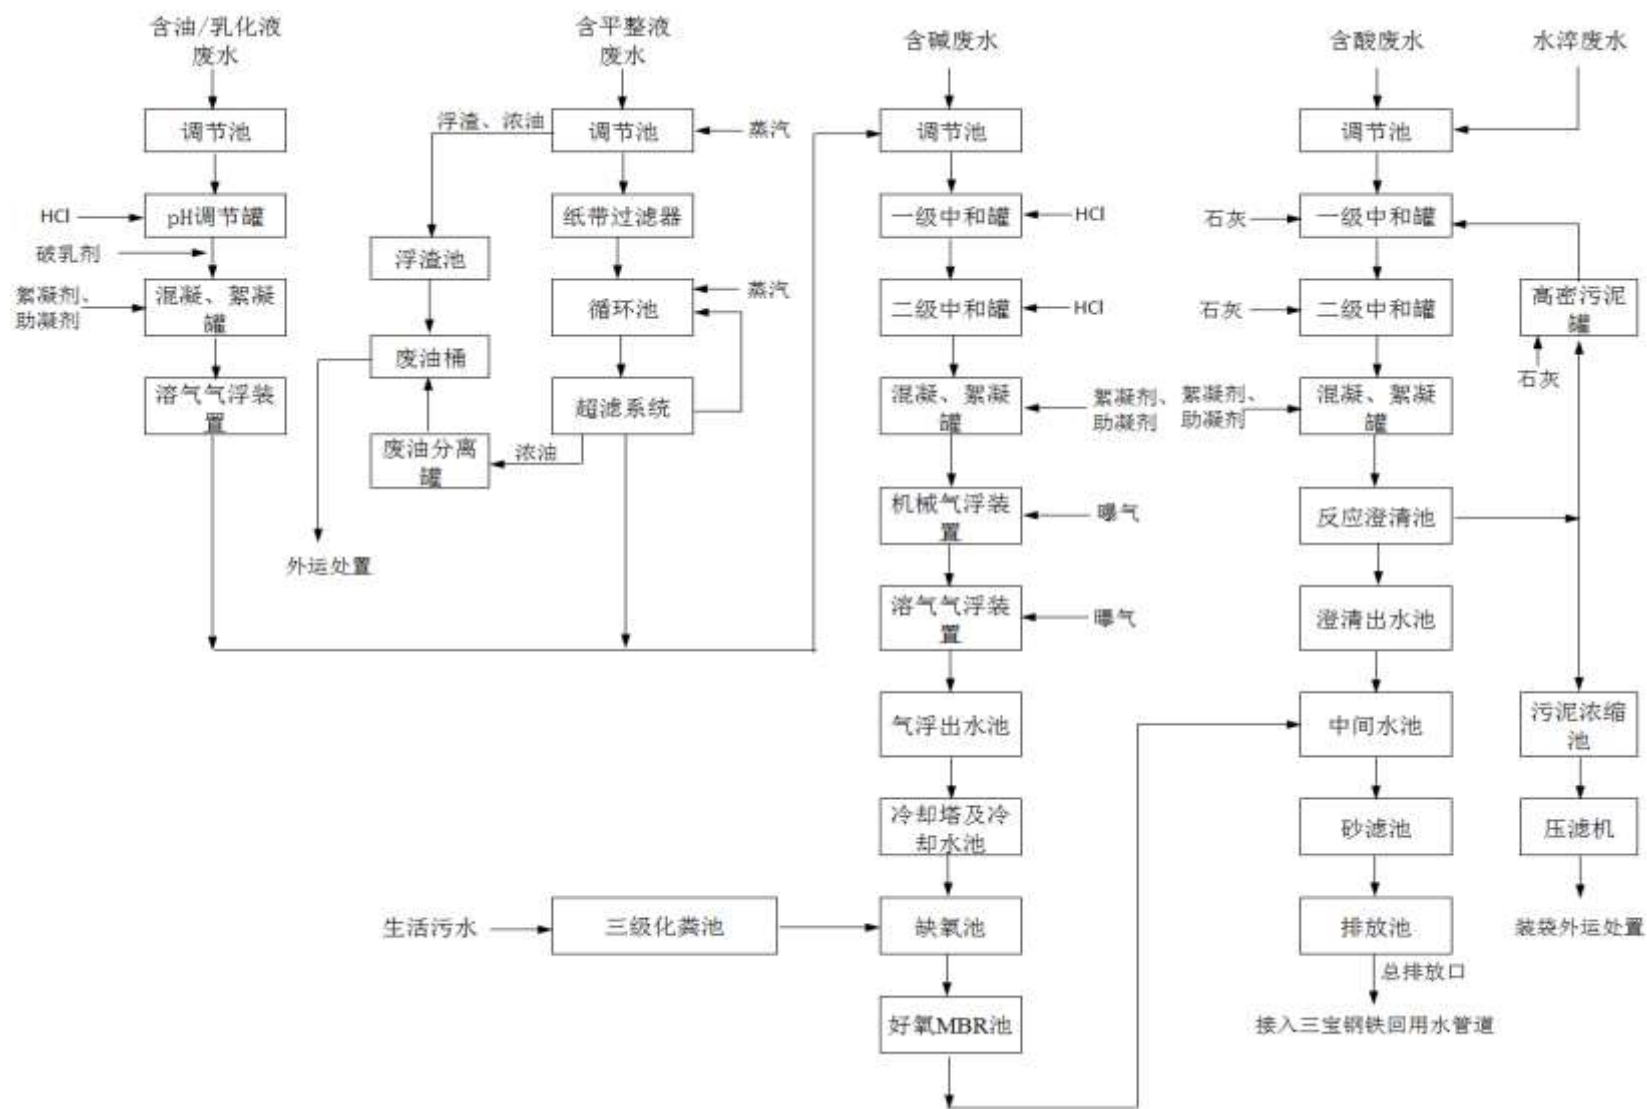 含油/乳化液
废水
含平整液
废水
含碱废水
含酸废水
水淬废水
调节池
浮渣、浓油
调节池
蒸汽
调节池
调节池
HCl
pH调节罐
纸带过滤器
一级中和罐
HCl
石灰
一级中和罐
破乳剂
浮渣池
絮凝剂、
助凝剂
混凝、絮凝
罐
循环池
蒸汽
二级中和罐
HCl
石灰
二级中和罐
高密污泥
罐
石灰
废油桶
溶气气浮装
置
超滤系统
混凝、絮凝
罐
絮凝剂、
助凝剂
絮凝剂、
助凝剂
混凝、絮凝
罐
废油分离
罐
浓油
机械气浮装
置
曝气
反应澄清池
外运处置
溶气气浮装
置
曝气
澄清出水池
气浮出水池
中间水池
污泥浓缩
池
冷却塔及冷
却水池
砂滤池
压滤机
生活污水
三级化粪池
缺氧池
排放池
装袋外运处置
总排放口
好氧MBR池
接入三宝钢铁回用水管道